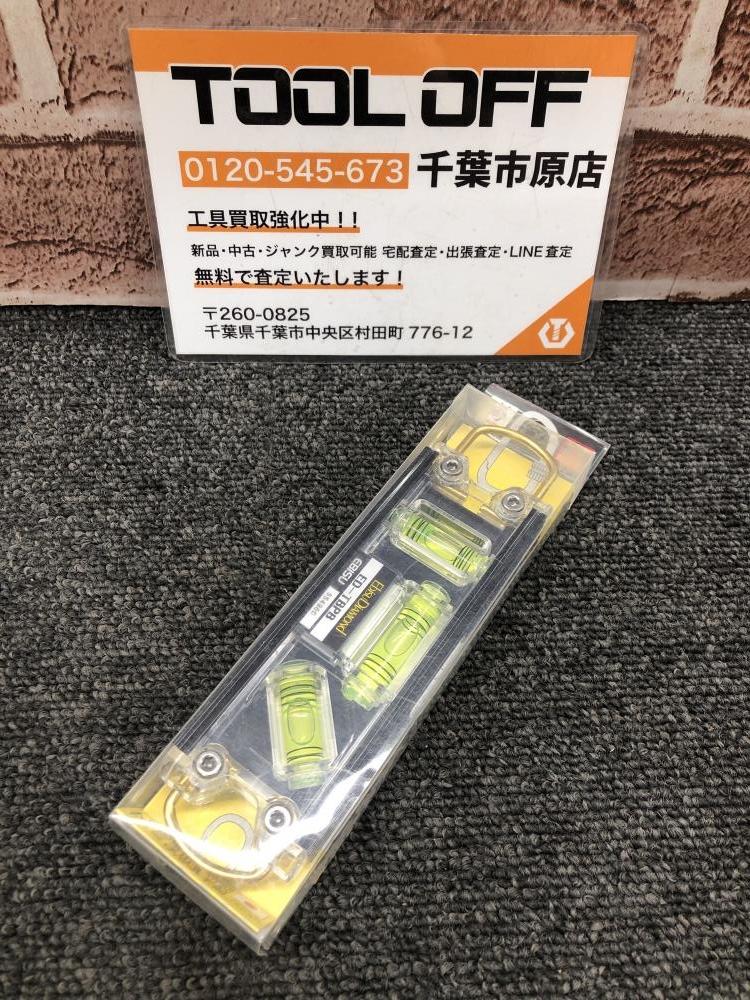 TOOL OFF
0120-545-673 千葉市原店
工具買取強化中！！
新品・中古・ジャンク買取可能 宅配査定・出張査定・LINE査定
無料で査定いたします！
〒260-0825
千葉県千葉市中央区村田町 776-12
EBISU
ED-TBPB
EBISU DIAMOND